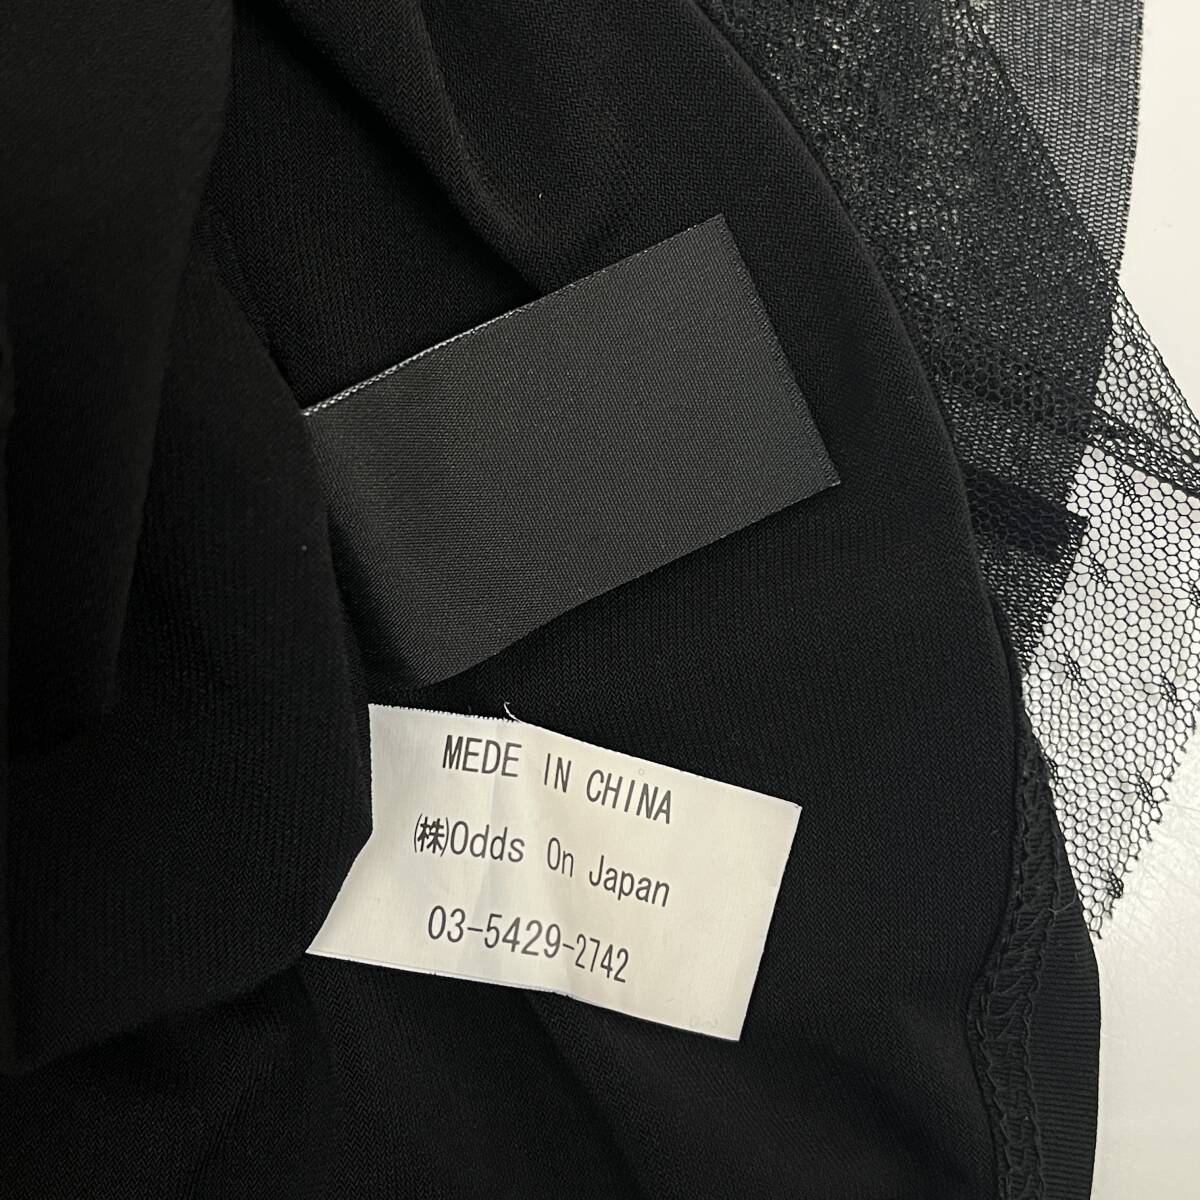 MEDE IN CHINA
㈱Odds On Japan
03-5429-2742